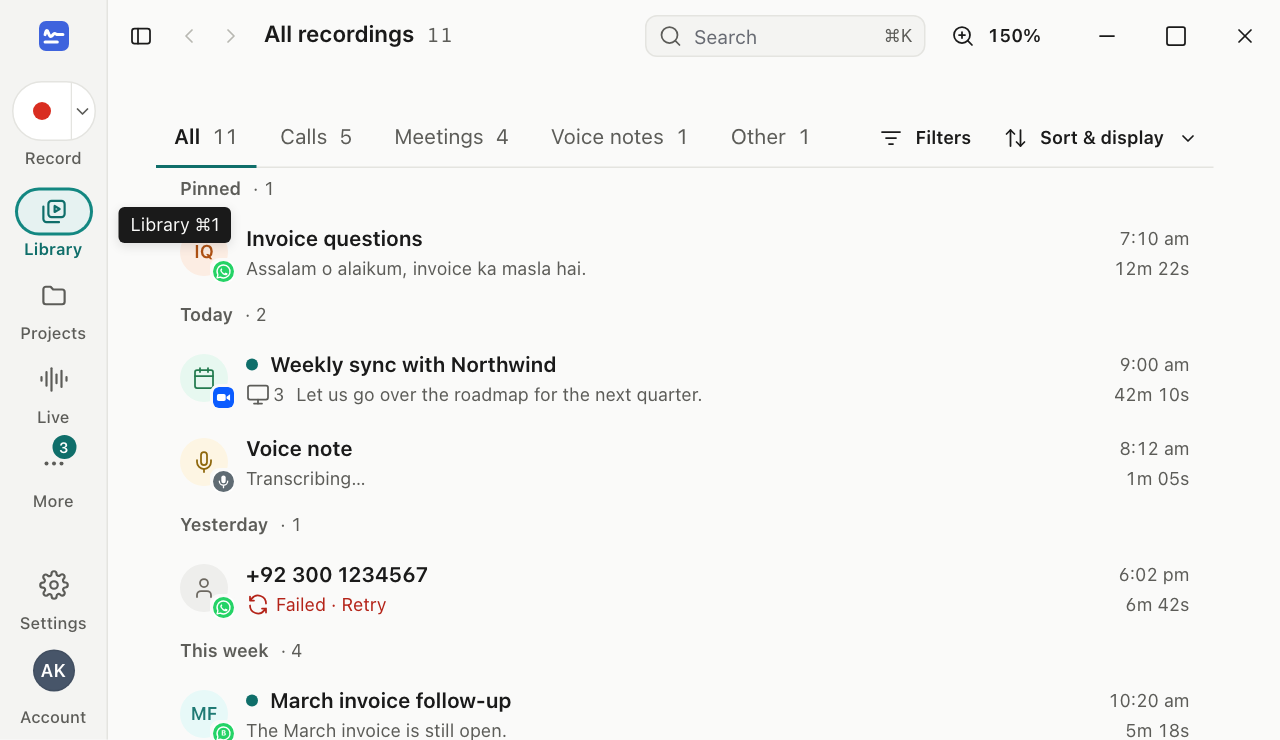 All recordings 11
Search ⌘K
150%
Record
Library
Library ⌘1
Projects
Live
3
More
Settings
AK
Account
All 11
Calls 5
Meetings 4
Voice notes 1
Other 1
Filters
Sort & display
Pinned · 1
IQ
Invoice questions 7:10 am
Assalam o alaikum, invoice ka masla hai. 12m 22s
Today · 2
Weekly sync with Northwind 9:00 am
3 Let us go over the roadmap for the next quarter. 42m 10s
Voice note 8:12 am
Transcribing... 1m 05s
Yesterday · 1
+92 300 1234567 6:02 pm
Failed · Retry 6m 42s
This week · 4
MF
March invoice follow-up 10:20 am
The March invoice is still open. 5m 18s